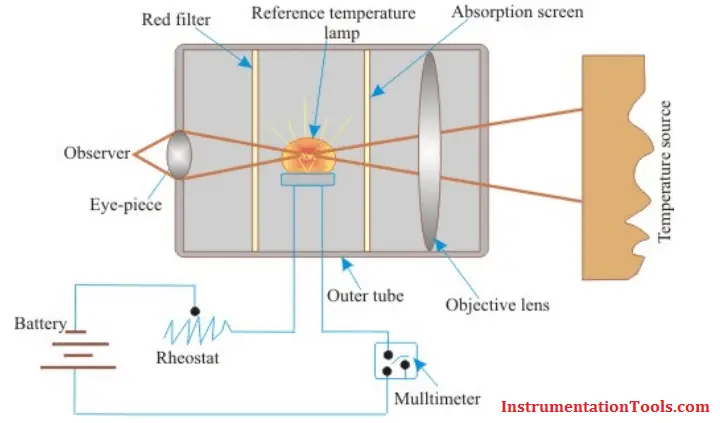 Red filter
Reference temperature
lamp
Absorption screen
Observer
Eye-piece
Temperature source
Outer tube
Objective lens
Battery
Rheostat
Mulltimeter
InstrumentationTools.com